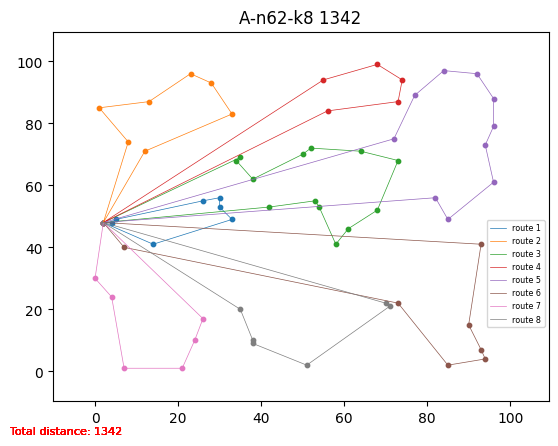 A-n62-k8 1342
100
80
60
40
20
0
0 20 40 60 80 100
route 1
route 2
route 3
route 4
route 5
route 6
route 7
route 8
Total distance: 1342